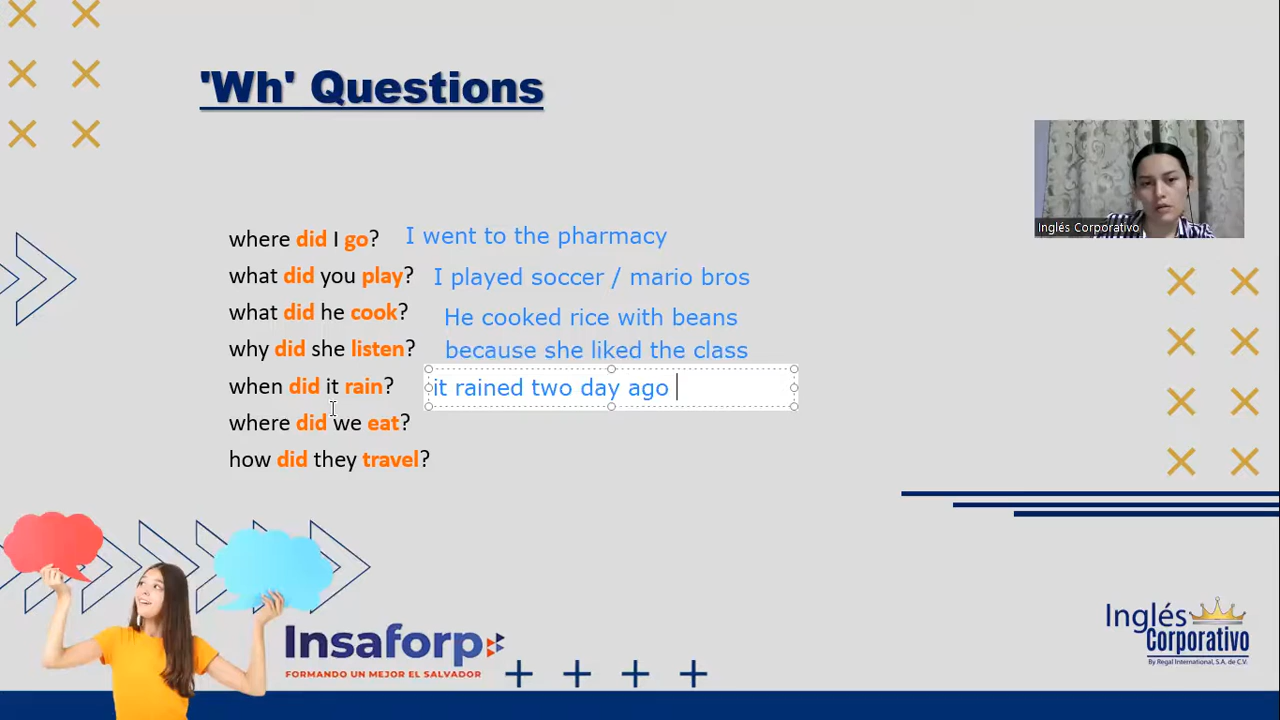 'Wh' Questions
Inglés Corporativo
where did I go? I went to the pharmacy
what did you play? I played soccer / mario bros
what did he cook? He cooked rice with beans
why did she listen? because she liked the class
when did it rain? it rained two day ago
where did we eat?
how did they travel?
Insaforp
FORMANDO UN MEJOR EL SALVADOR
Inglés
Corporativo
By Regal International, S.A. de C.V.